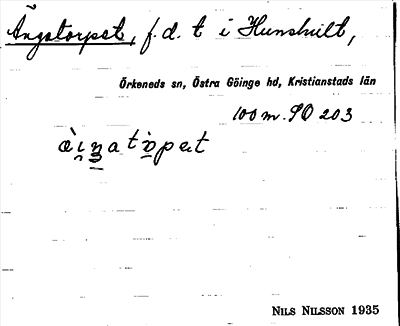 Ängatorpet, f.d. t i Hunshult,
Örkeneds sn, Östra Göinge hd, Kristianstads län
100 m. SO 203
NILS NILSSON 1935